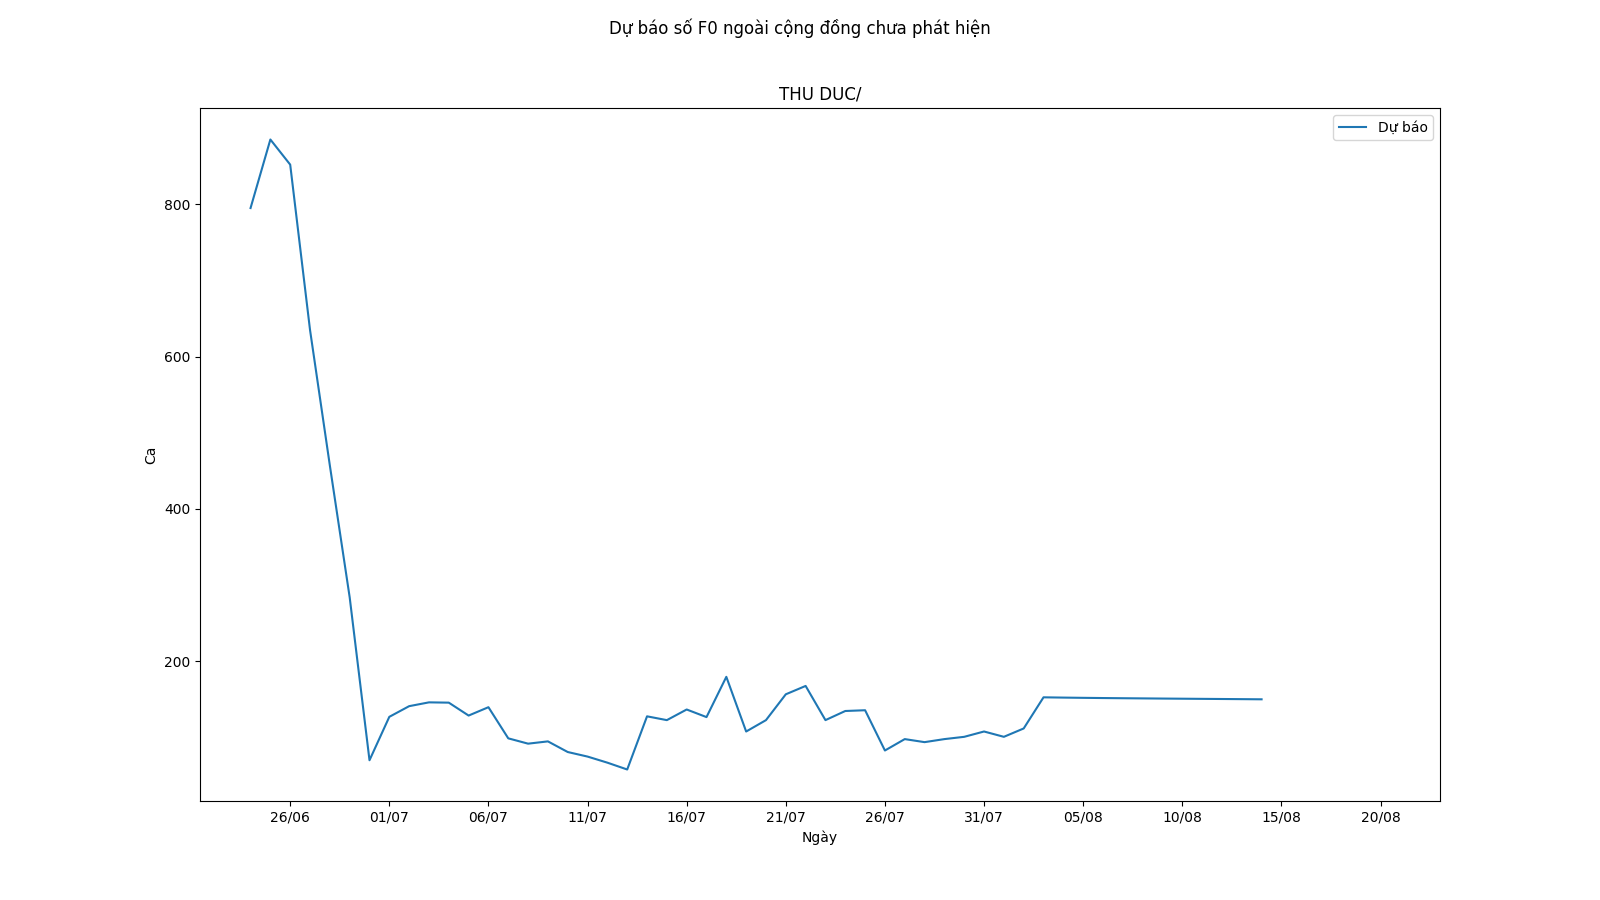 Dự báo số F0 ngoài cộng đồng chưa phát hiện
THU DUC/
Dự báo
800
600
400
200
Ca
26/06 01/07 06/07 11/07 16/07 21/07 26/07 31/07 05/08 10/08 15/08 20/08
Ngày